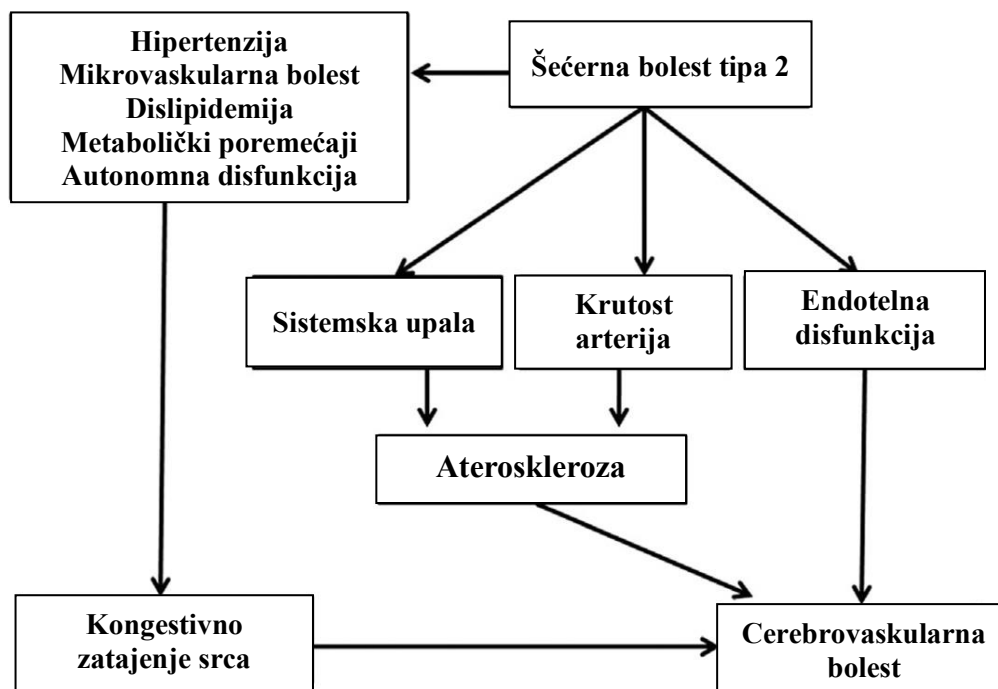 Hipertenzija
Mikrovaskularna bolest
Dislipidemija
Metabolički poremećaji
Autonomna disfunkcija
Šećerna bolest tipa 2
Sistemska upala
Krutost
arterija
Endotelna
disfunkcija
Ateroskleroza
Kongestivno
zatajenje srca
Cerebrovaskularna
bolest